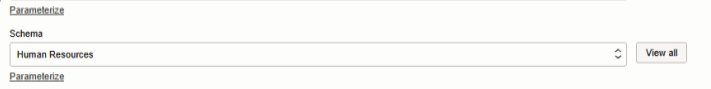 Parameterize
Schema
Human Resources
View all
Parameterize